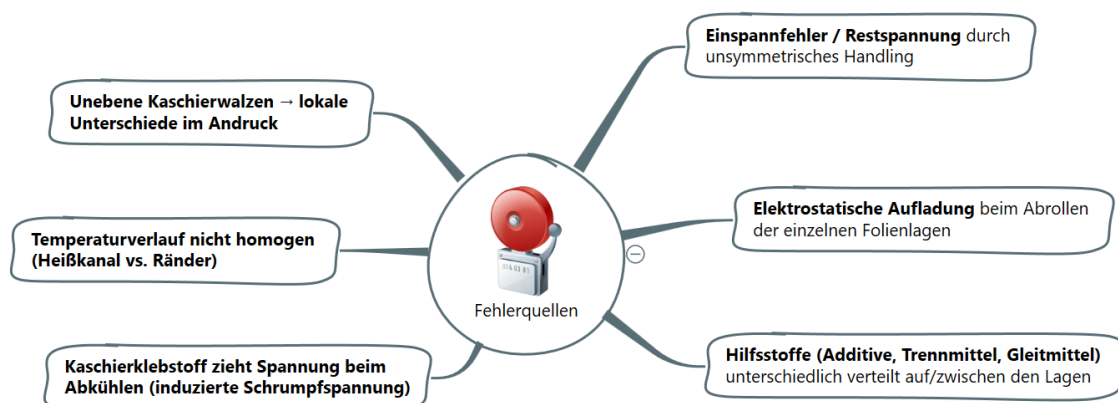 Einspannfehler / Restspannung durch
unsymmetrisches Handling
Unebene Kaschierwalzen → lokale
Unterschiede im Andruck
Elektrostatische Aufladung beim Abrollen
der einzelnen Folienlagen
Temperaturverlauf nicht homogen
(Heißkanal vs. Ränder)
Fehlerquellen
Hilfsstoffe (Additive, Trennmittel, Gleitmittel)
unterschiedlich verteilt auf/zwischen den Lagen
Kaschierklebstoff zieht Spannung beim
Abkühlen (induzierte Schrumpfspannung)